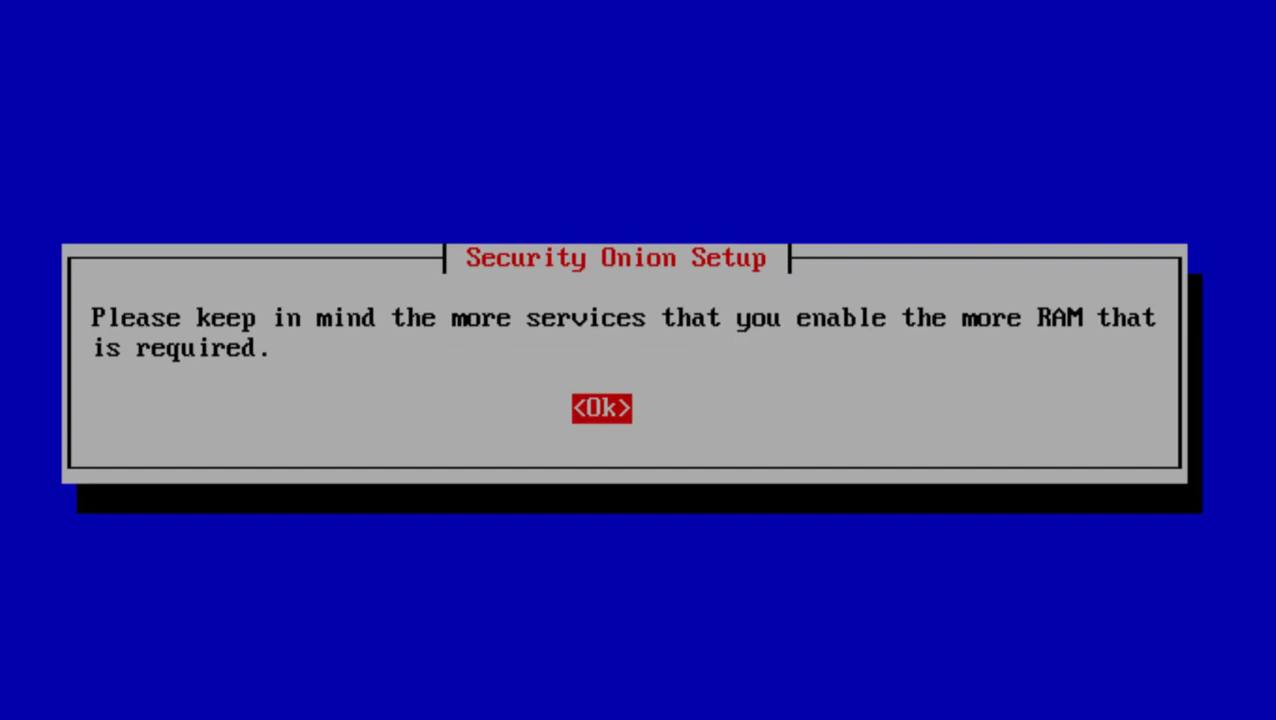 Security Onion Setup
Please keep in mind the more services that you enable the more RAM that
is required.
<Ok>